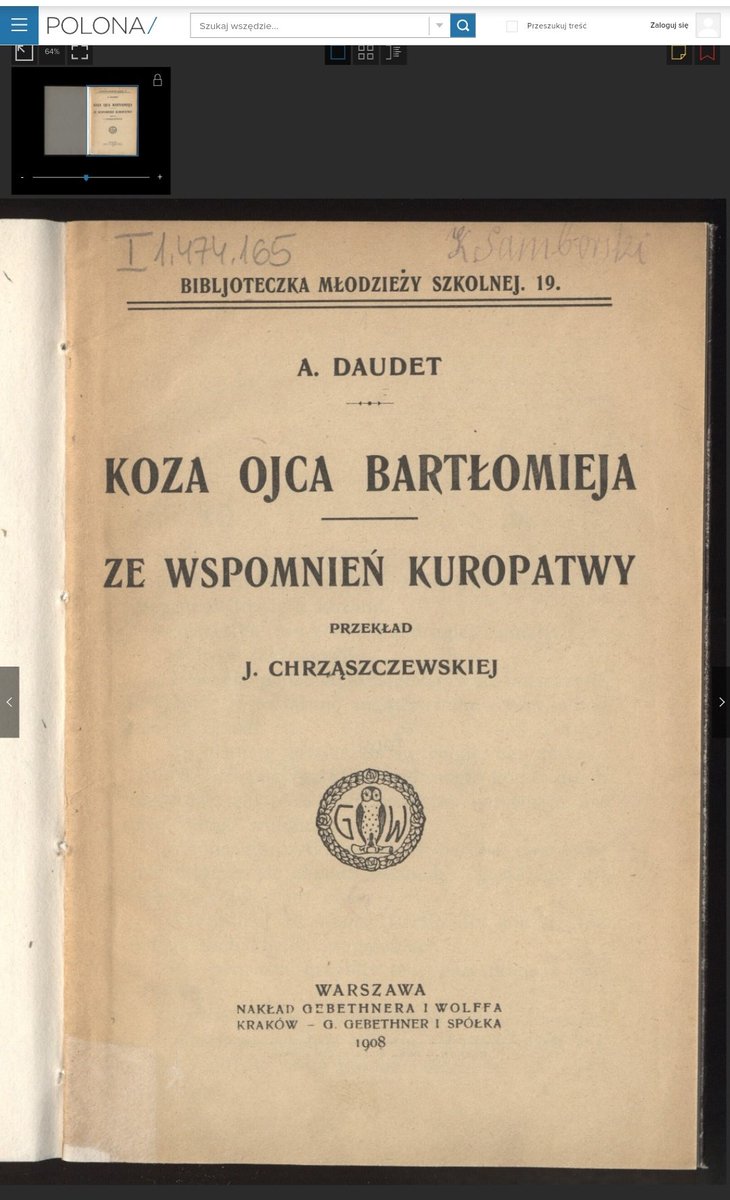 POLONA/
Szukaj wszędzie...
Przeszukuj treść
Zaloguj się
64%
- +
I 1.474.165
K Samborski
BIBLJOTECZKA MŁODZIEŻY SZKOLNEJ. 19.
A. DAUDET
KOZA OJCA BARTŁOMIEJA
ZE WSPOMNIEŃ KUROPATWY
PRZEKŁAD
J. CHRZĄSZCZEWSKIEJ
G W
WARSZAWA
NAKŁAD GEBETHNERA I WOLFFA
KRAKÓW – G. GEBETHNER I SPÓŁKA
1908